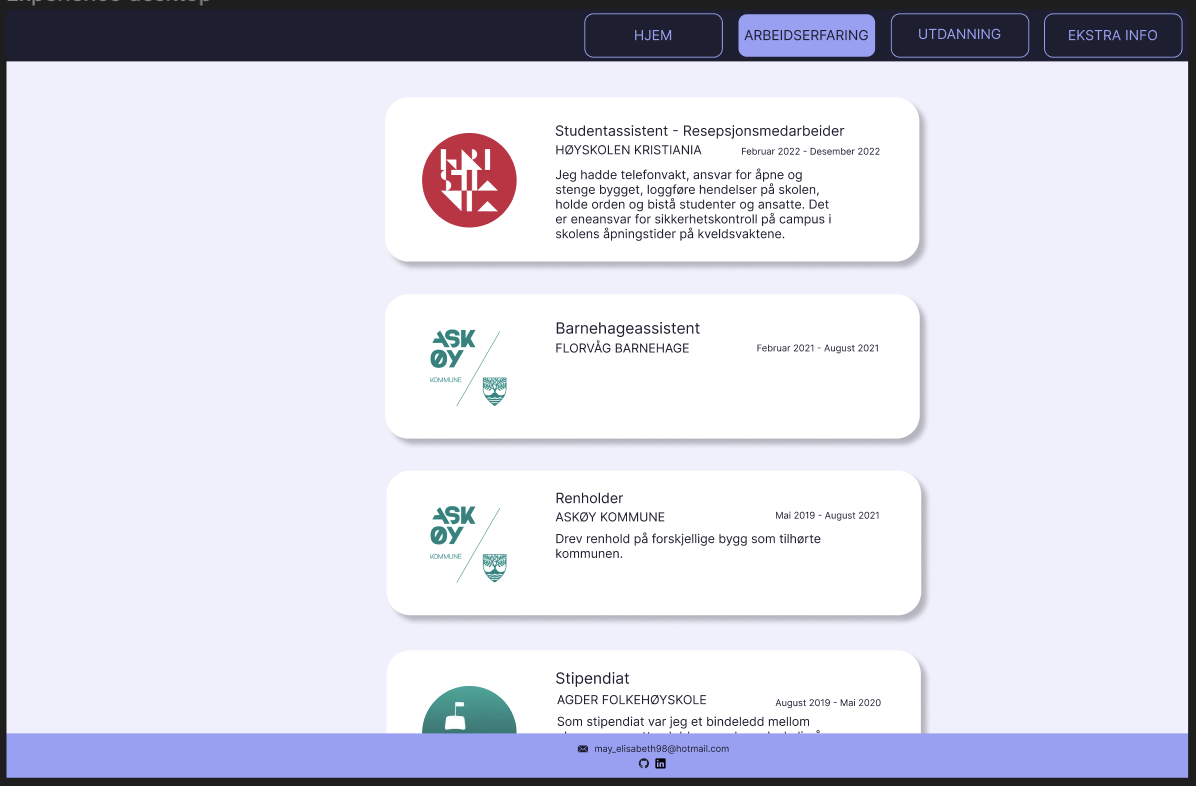 Experience desktop
HJEM
ARBEIDSERFARING
UTDANNING
EKSTRA INFO
KRISTIANIA
Studentassistent - Resepsjonsmedarbeider
HØYSKOLEN KRISTIANIA
Februar 2022 - Desember 2022
Jeg hadde telefonvakt, ansvar for åpne og
stenge bygget, loggføre hendelser på skolen,
holde orden og bistå studenter og ansatte. Det
er eneansvar for sikkerhetskontroll på campus i
skolens åpningstider på kveldsvaktene.
ASK
ØY
KOMMUNE
Barnehageassistent
FLORVÅG BARNEHAGE
Februar 2021 - August 2021
ASK
ØY
KOMMUNE
Renholder
ASKØY KOMMUNE
Mai 2019 - August 2021
Drev renhold på forskjellige bygg som tilhørte
kommunen.
Stipendiat
AGDER FOLKEHØYSKOLE
August 2019 - Mai 2020
Som stipendiat var jeg et bindeledd mellom
may_elisabeth98@hotmail.com
in